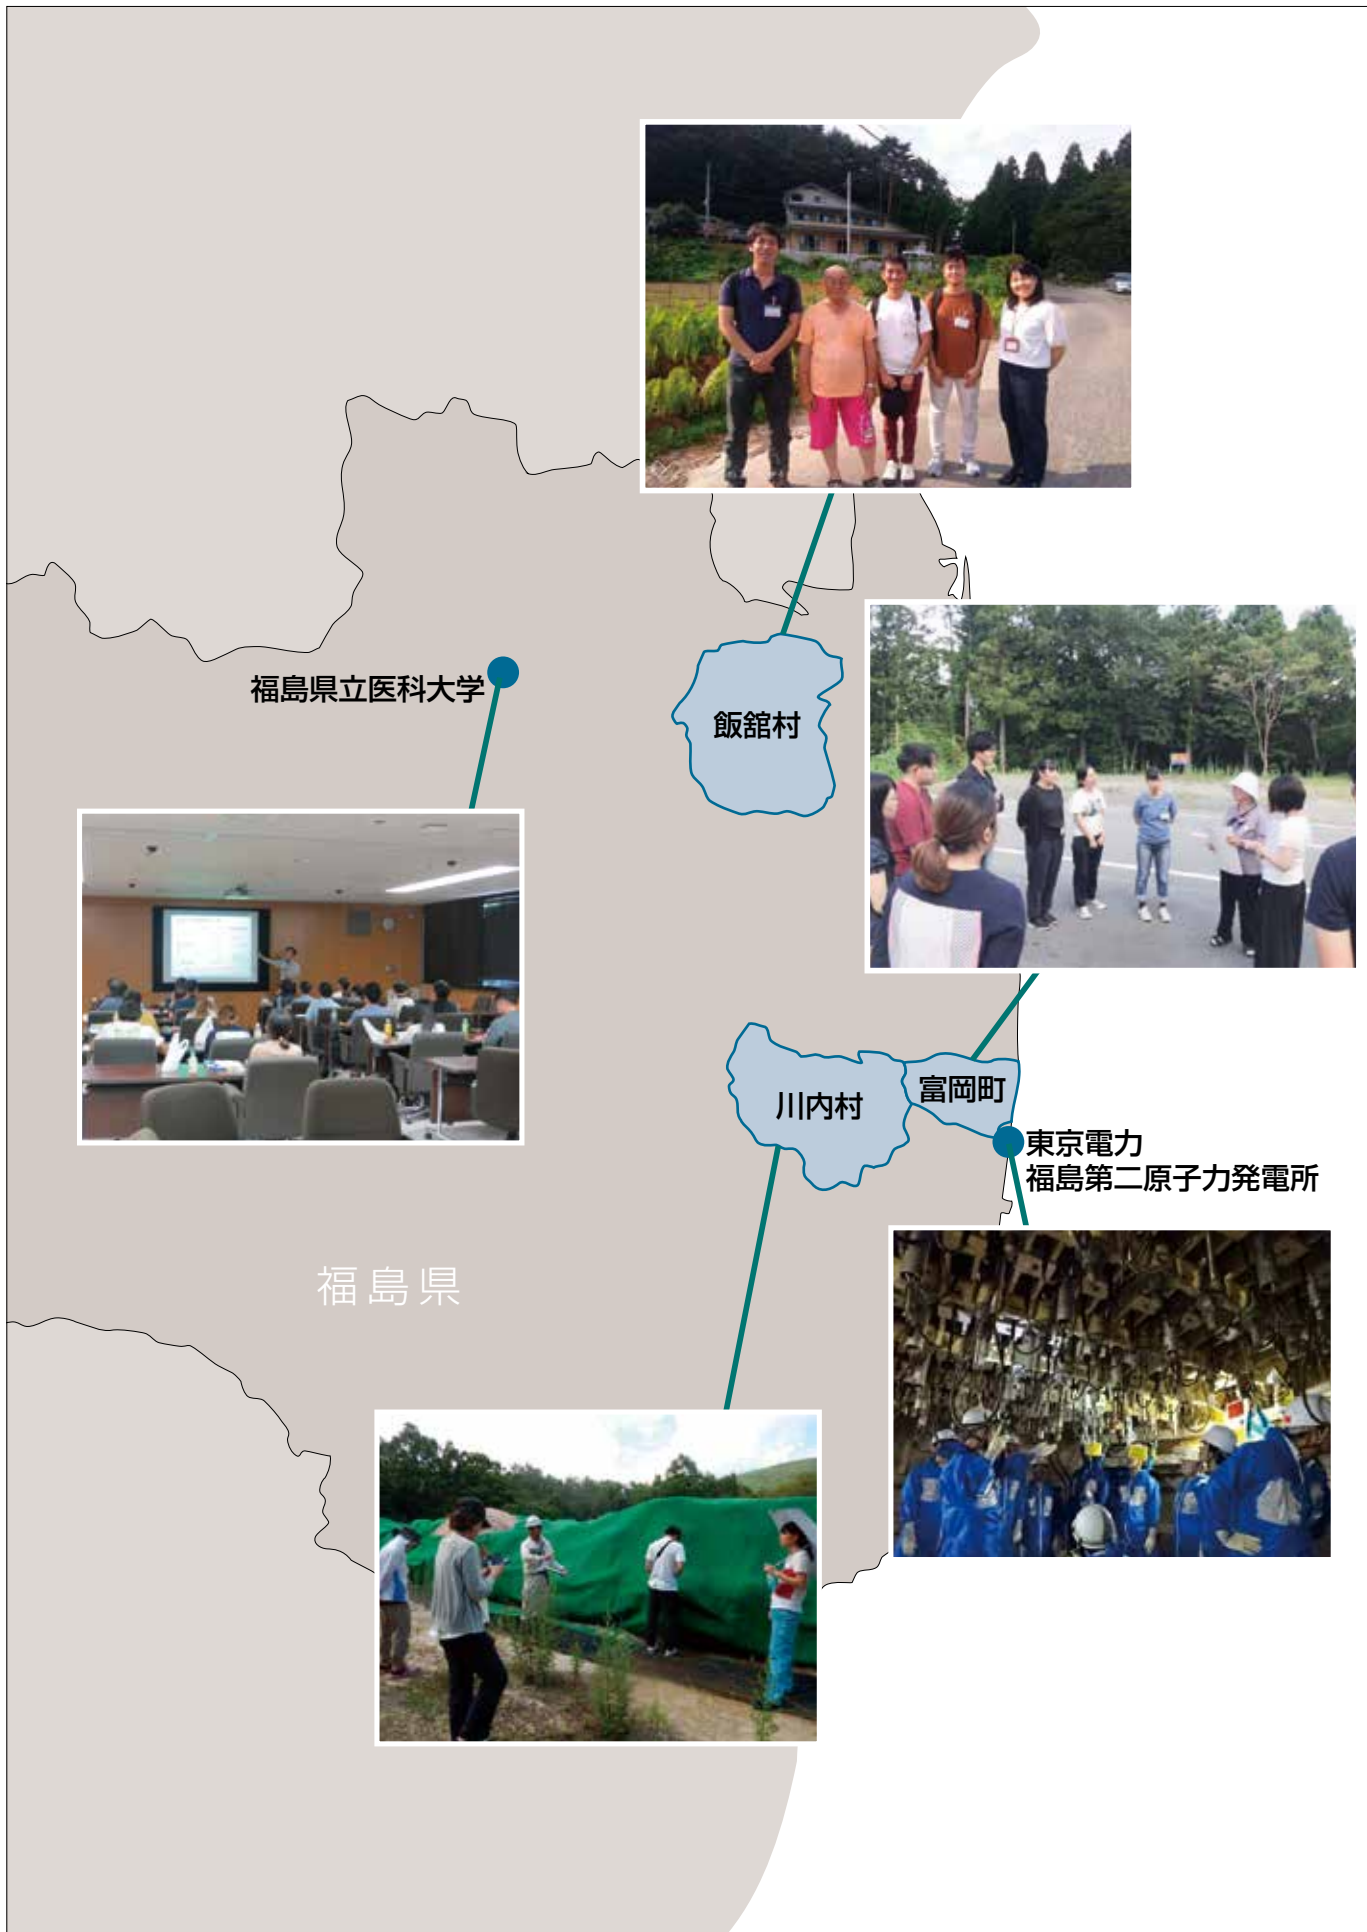 福島県立医科大学
飯舘村
川内村
富岡町
東京電力
福島第二原子力発電所
福島県